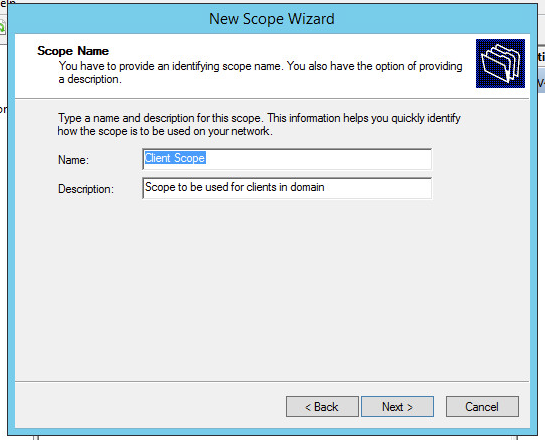 New Scope Wizard
Scope Name
You have to provide an identifying scope name. You also have the option of providing
a description.
Type a name and description for this scope. This information helps you quickly identify
how the scope is to be used on your network.
Name:
Client Scope
Description:
Scope to be used for clients in domain
< Back
Next >
Cancel